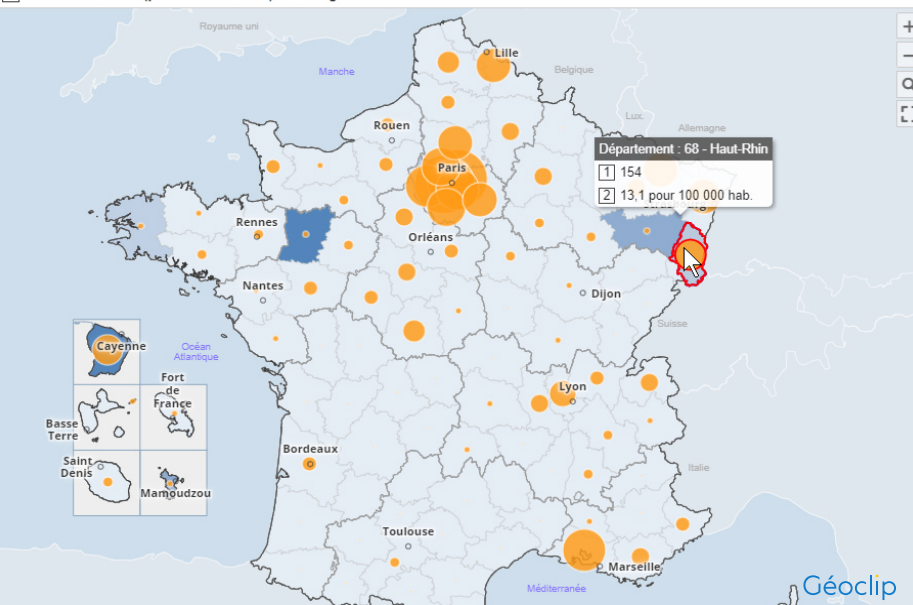 Royaume uni
Lille
Manche
Belgique
Lux.
Allemagne
Rouen
Département : 68 - Haut-Rhin
1 154
2 13,1 pour 100 000 hab.
Paris
Rennes
Orléans
Nantes
Dijon
Suisse
Cayenne
Océan
Atlantique
Fort
de
France
Lyon
Basse
Terre
Bordeaux
Saint
Denis
Italie
Mamoudzou
Toulouse
Marseille
Méditerranée
Géoclip